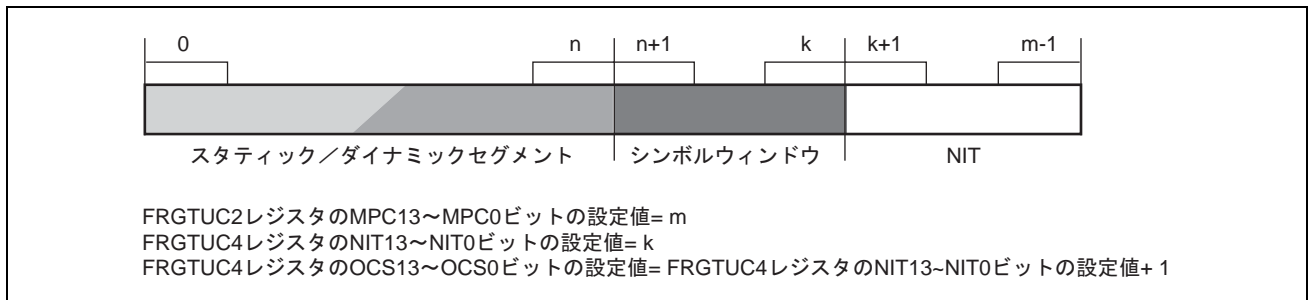 0 n n+1 k k+1 m-1
スタティック／ダイナミックセグメント シンボルウィンドウ NIT
FRGTUC2レジスタのMPC13～MPC0ビットの設定値= m
FRGTUC4レジスタのNIT13～NIT0ビットの設定値= k
FRGTUC4レジスタのOCS13～OCS0ビットの設定値= FRGTUC4レジスタのNIT13~NIT0ビットの設定値+ 1